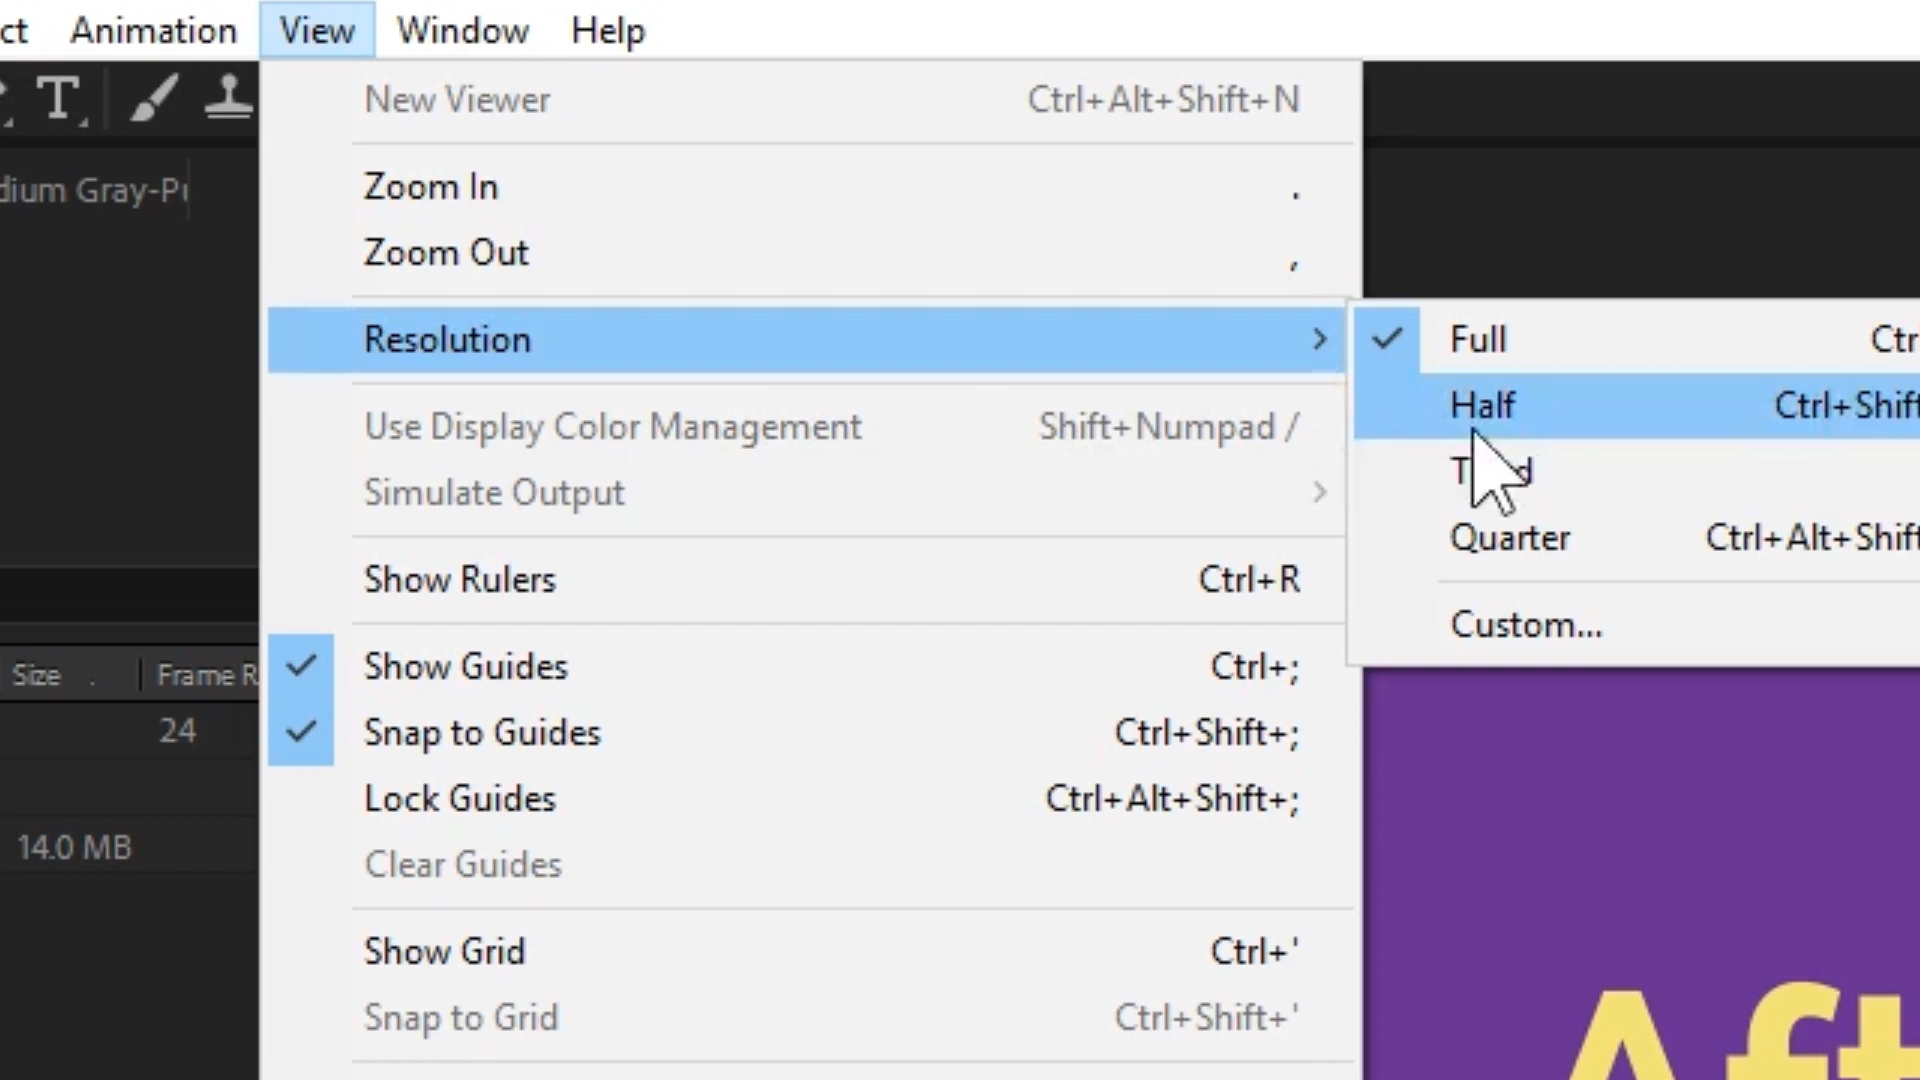 ct Animation View Window Help
T
New Viewer Ctrl+Alt+Shift+N
dium Gray-Pu
Zoom In .
Zoom Out ,
Resolution > Full Ctr
Half Ctrl+Shift
Use Display Color Management Shift+Numpad /
Simulate Output >
Quarter Ctrl+Alt+Shift
Show Rulers Ctrl+R
Custom...
Size Frame R
Show Guides Ctrl+;
24
Snap to Guides Ctrl+Shift+;
Lock Guides Ctrl+Alt+Shift+;
14.0 MB
Clear Guides
Show Grid Ctrl+'
Snap to Grid Ctrl+Shift+'
Aft